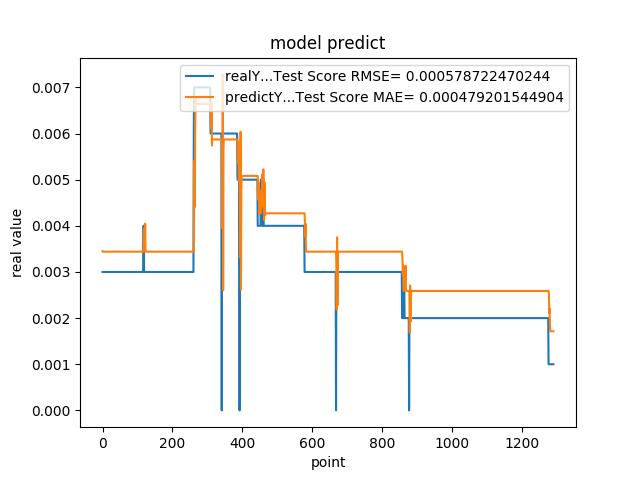 model predict
realY...Test Score RMSE= 0.000578722470244
predictY...Test Score MAE= 0.000479201544904
0.007
0.006
0.005
0.004
0.003
0.002
0.001
0.000
real value
0 200 400 600 800 1000 1200
point